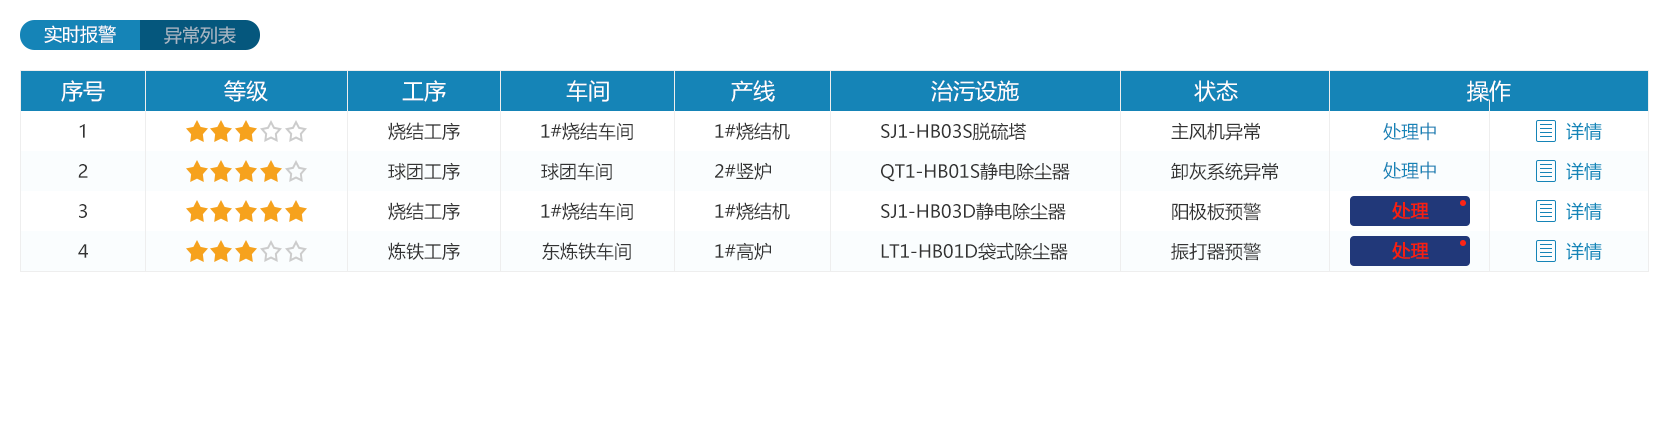 实时报警 异常列表
序号 等级 工序 车间 产线 治污设施 状态 操作
1 烧结工序 1#烧结车间 1#烧结机 SJ1-HB03S脱硫塔 主风机异常 处理中 详情
2 球团工序 球团车间 2#竖炉 QT1-HB01S静电除尘器 卸灰系统异常 处理中 详情
3 烧结工序 1#烧结车间 1#烧结机 SJ1-HB03D静电除尘器 阳极板预警 处理 详情
4 炼铁工序 东炼铁车间 1#高炉 LT1-HB01D袋式除尘器 振打器预警 处理 详情